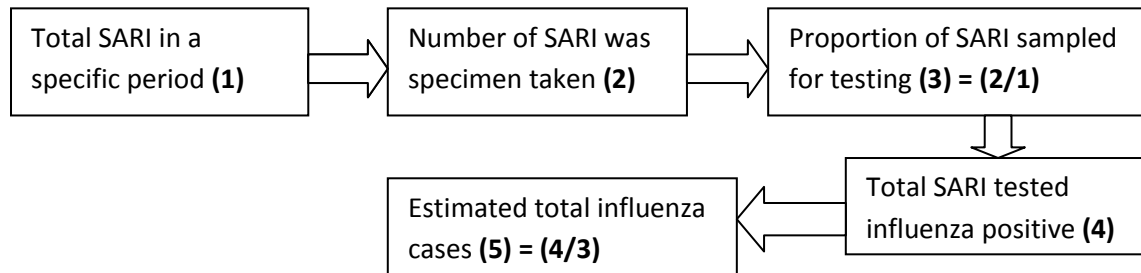 Total SARI in a
specific period (1)
Number of SARI was
specimen taken (2)
Proportion of SARI sampled
for testing (3) = (2/1)
Total SARI tested
influenza positive (4)
Estimated total influenza
cases (5) = (4/3)